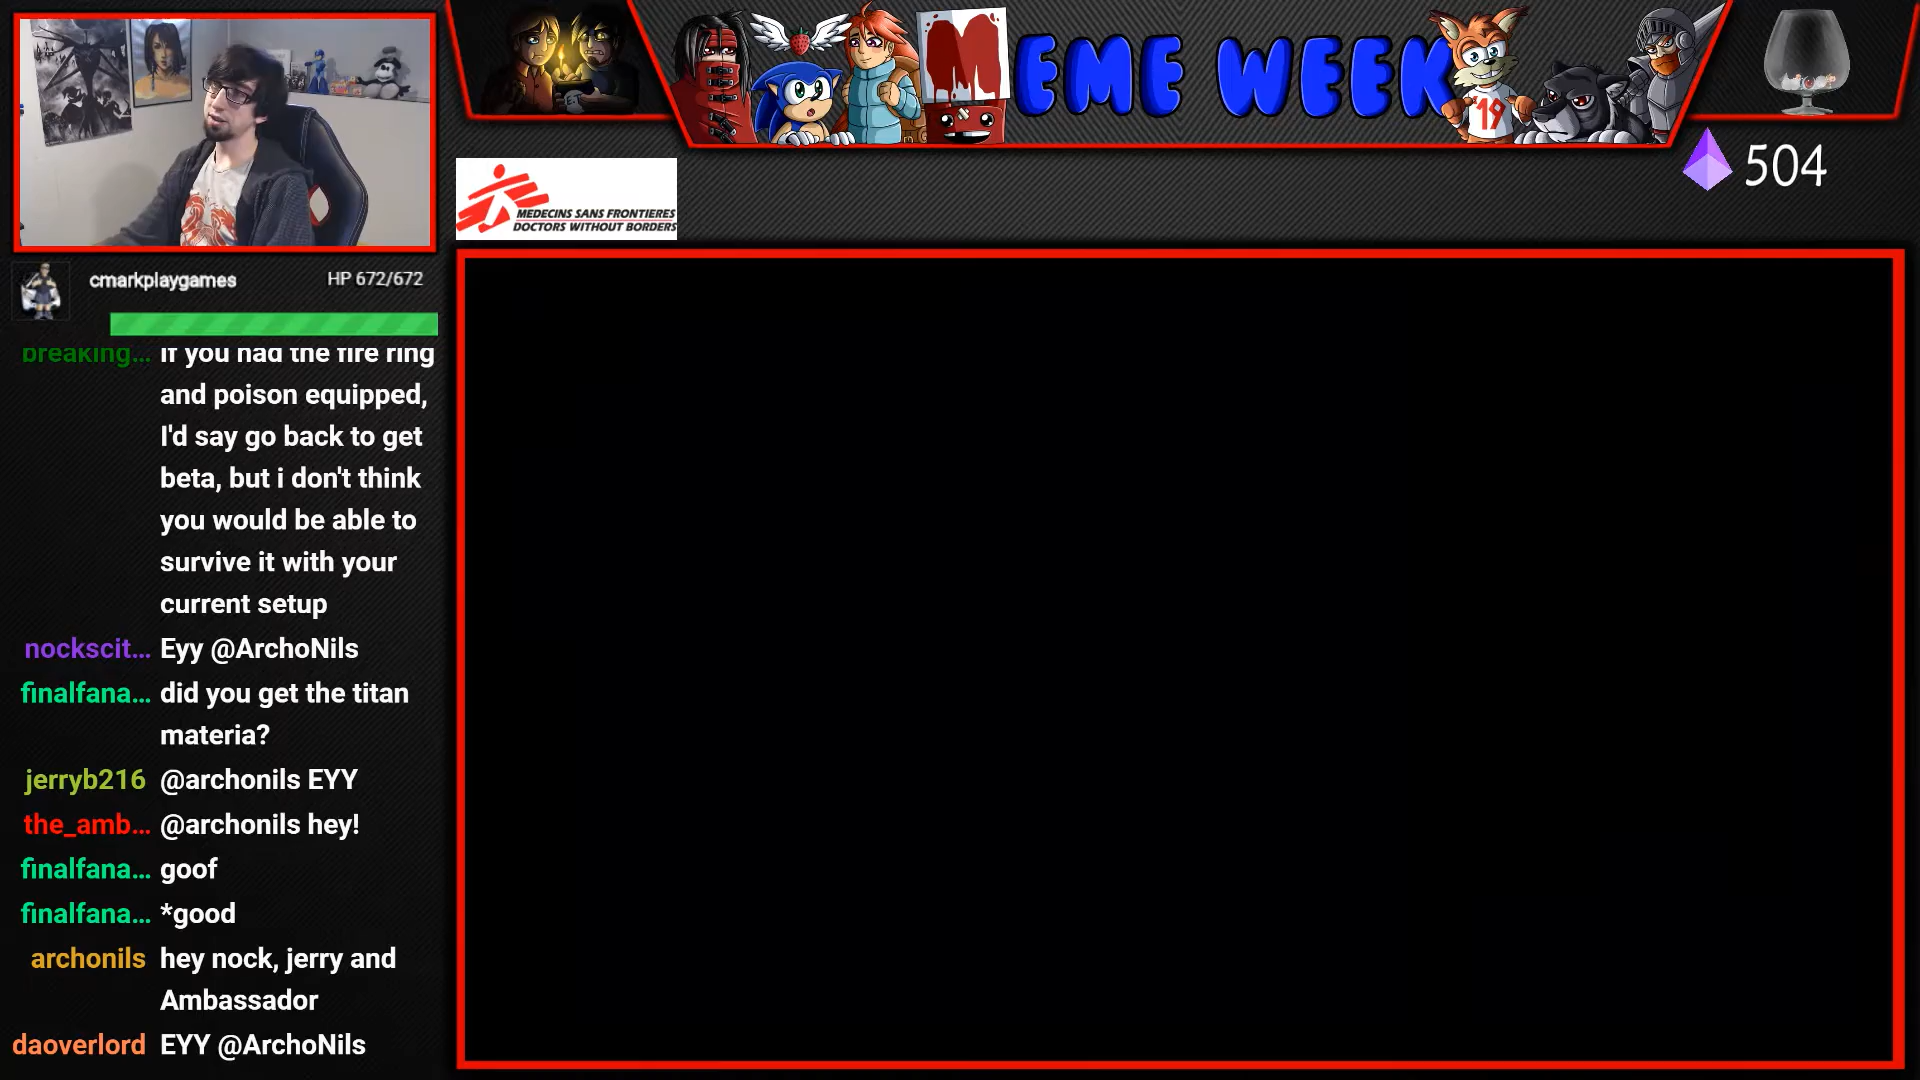 EME WEEK
'19
504
MEDECINS SANS FRONTIERES
DOCTORS WITHOUT BORDERS
cmarkplaygames HP 672/672
breaking... if you had the fire ring
and poison equipped,
I'd say go back to get
beta, but i don't think
you would be able to
survive it with your
current setup
nockscit... Eyy @ArchoNils
finalfana... did you get the titan
materia?
jerryb216 @archonils EYY
the_amb... @archonils hey!
finalfana... goof
finalfana... *good
archonils hey nock, jerry and
Ambassador
daoverlord EYY @ArchoNils